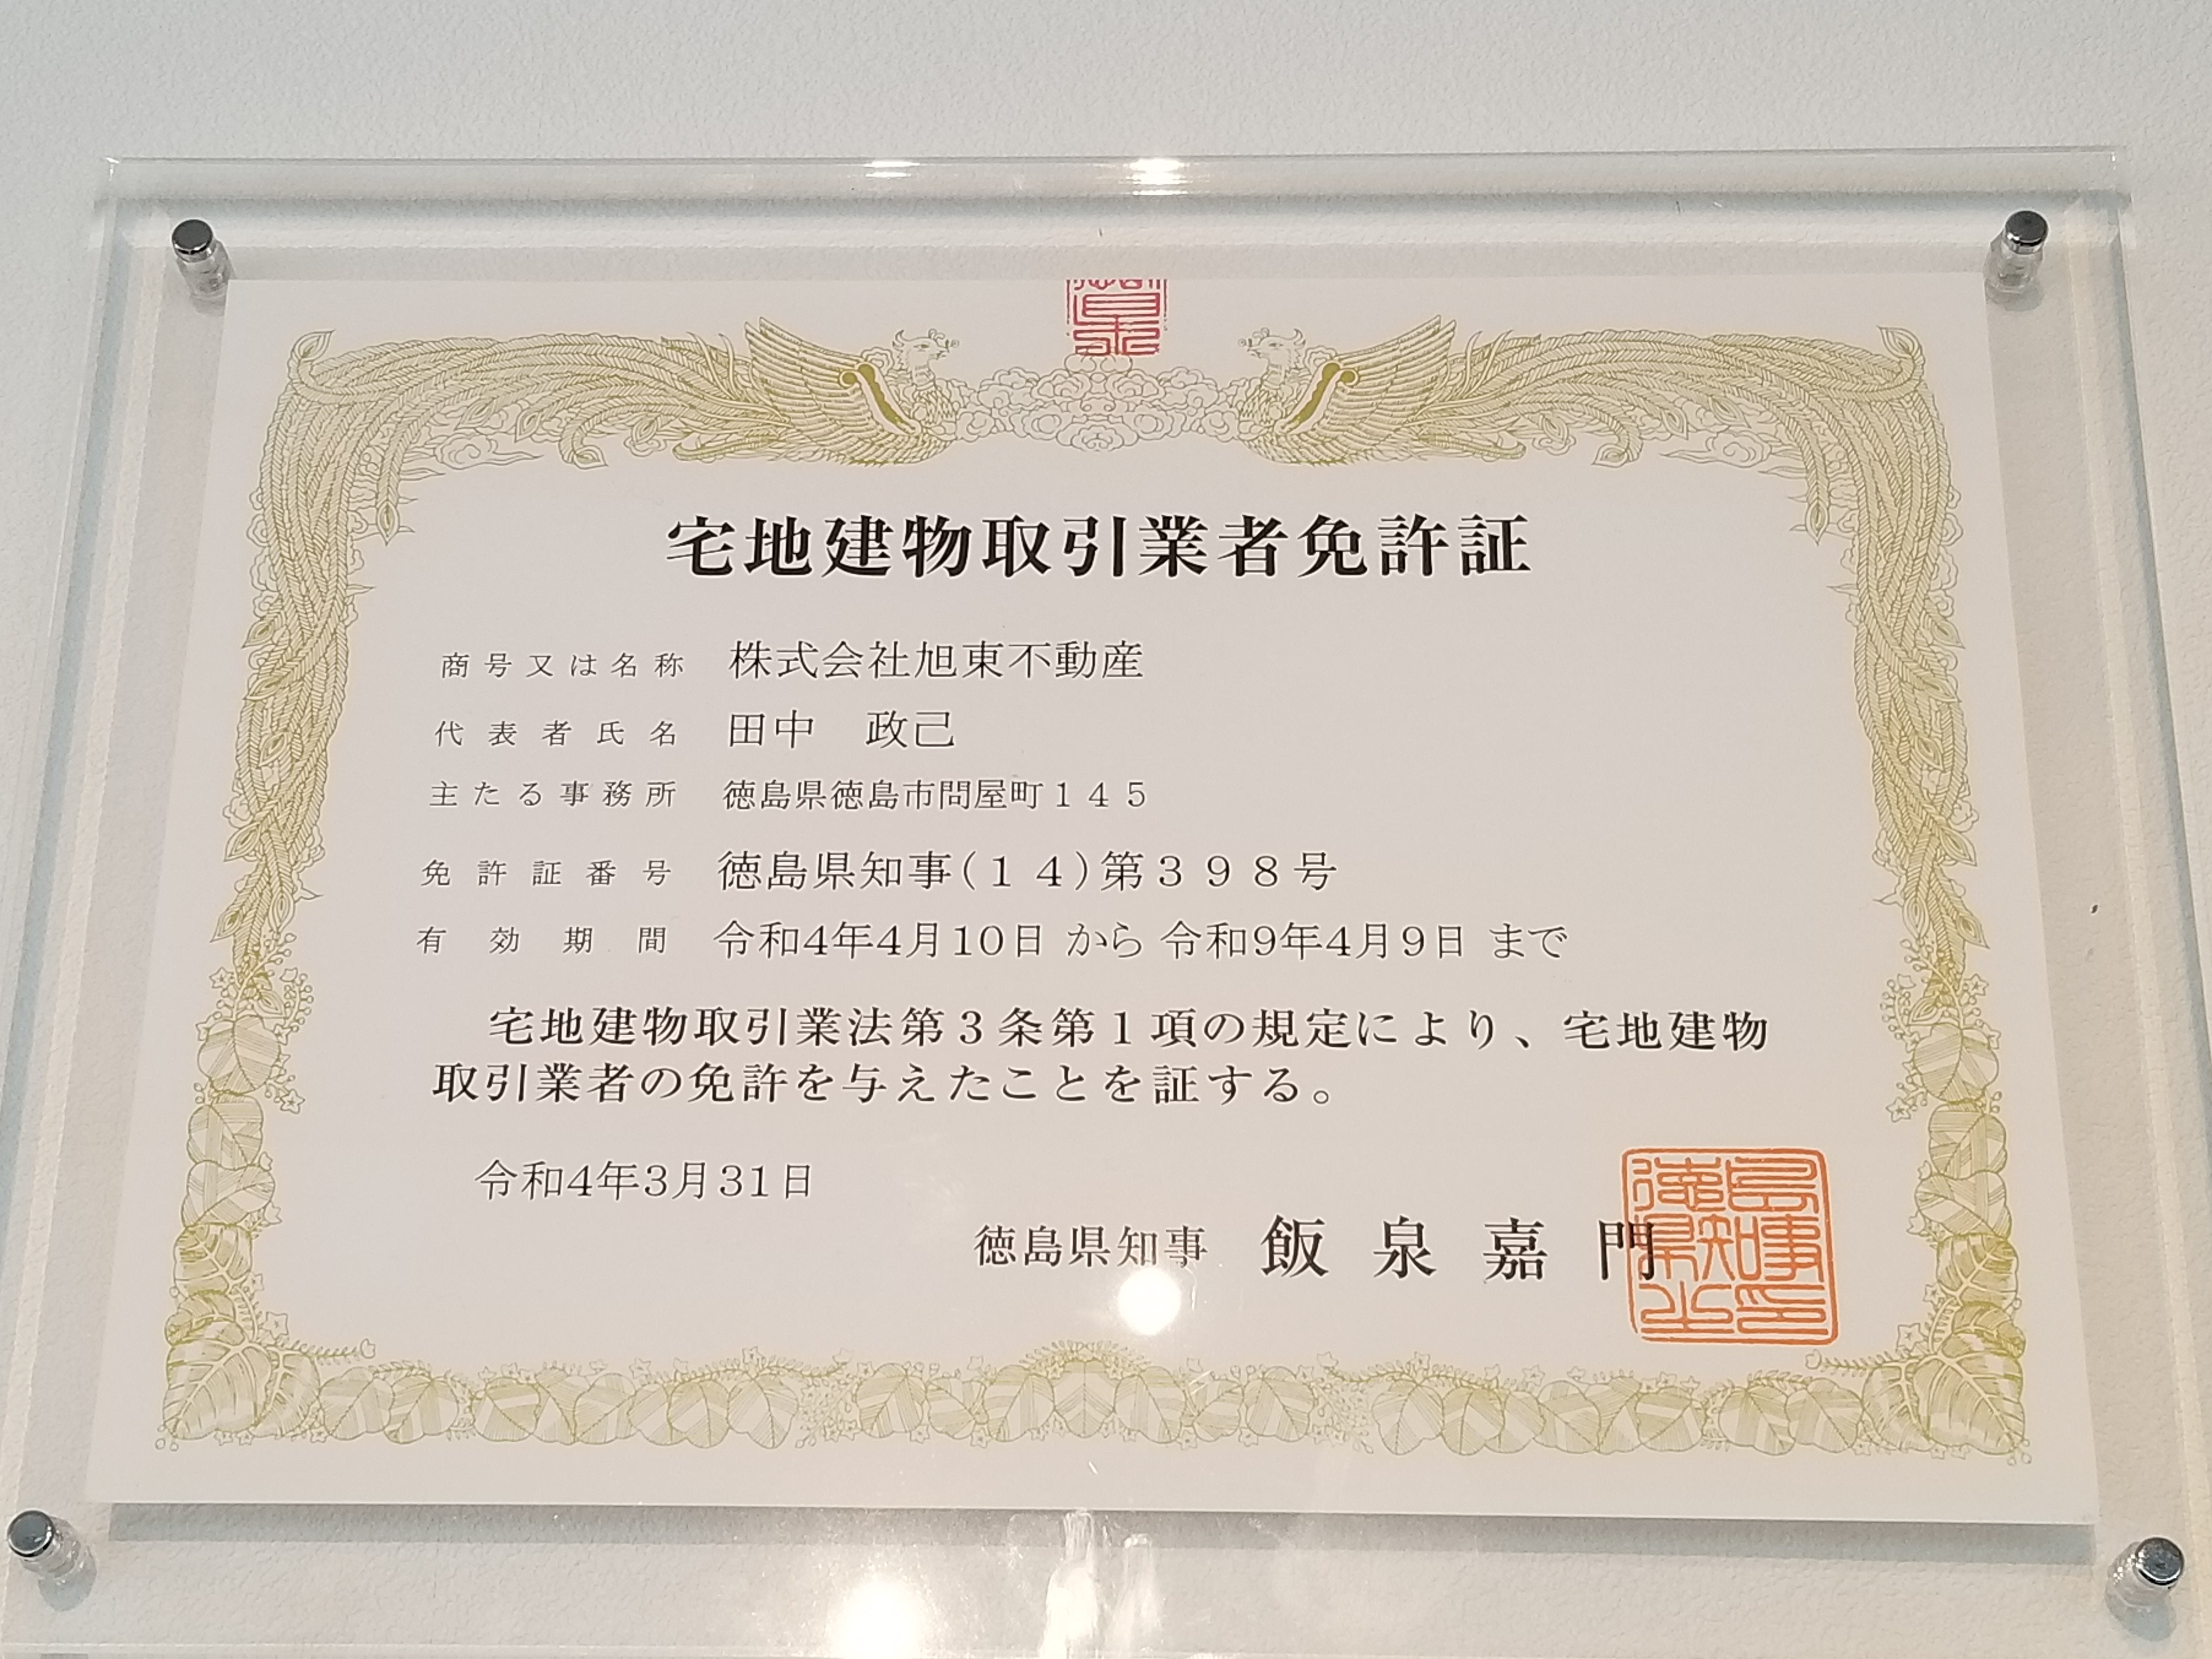 宅地建物取引業者免許証
商号又は名称 株式会社旭東不動産
代表者氏名 田中 政己
主たる事務所 徳島県徳島市問屋町145
免許証番号 徳島県知事(14)第398号
有効期間 令和4年4月10日 から 令和9年4月9日 まで
宅地建物取引業法第3条第1項の規定により、宅地建物
取引業者の免許を与えたことを証する。
令和4年3月31日
徳島県知事 飯泉嘉門
徳島県知事之印